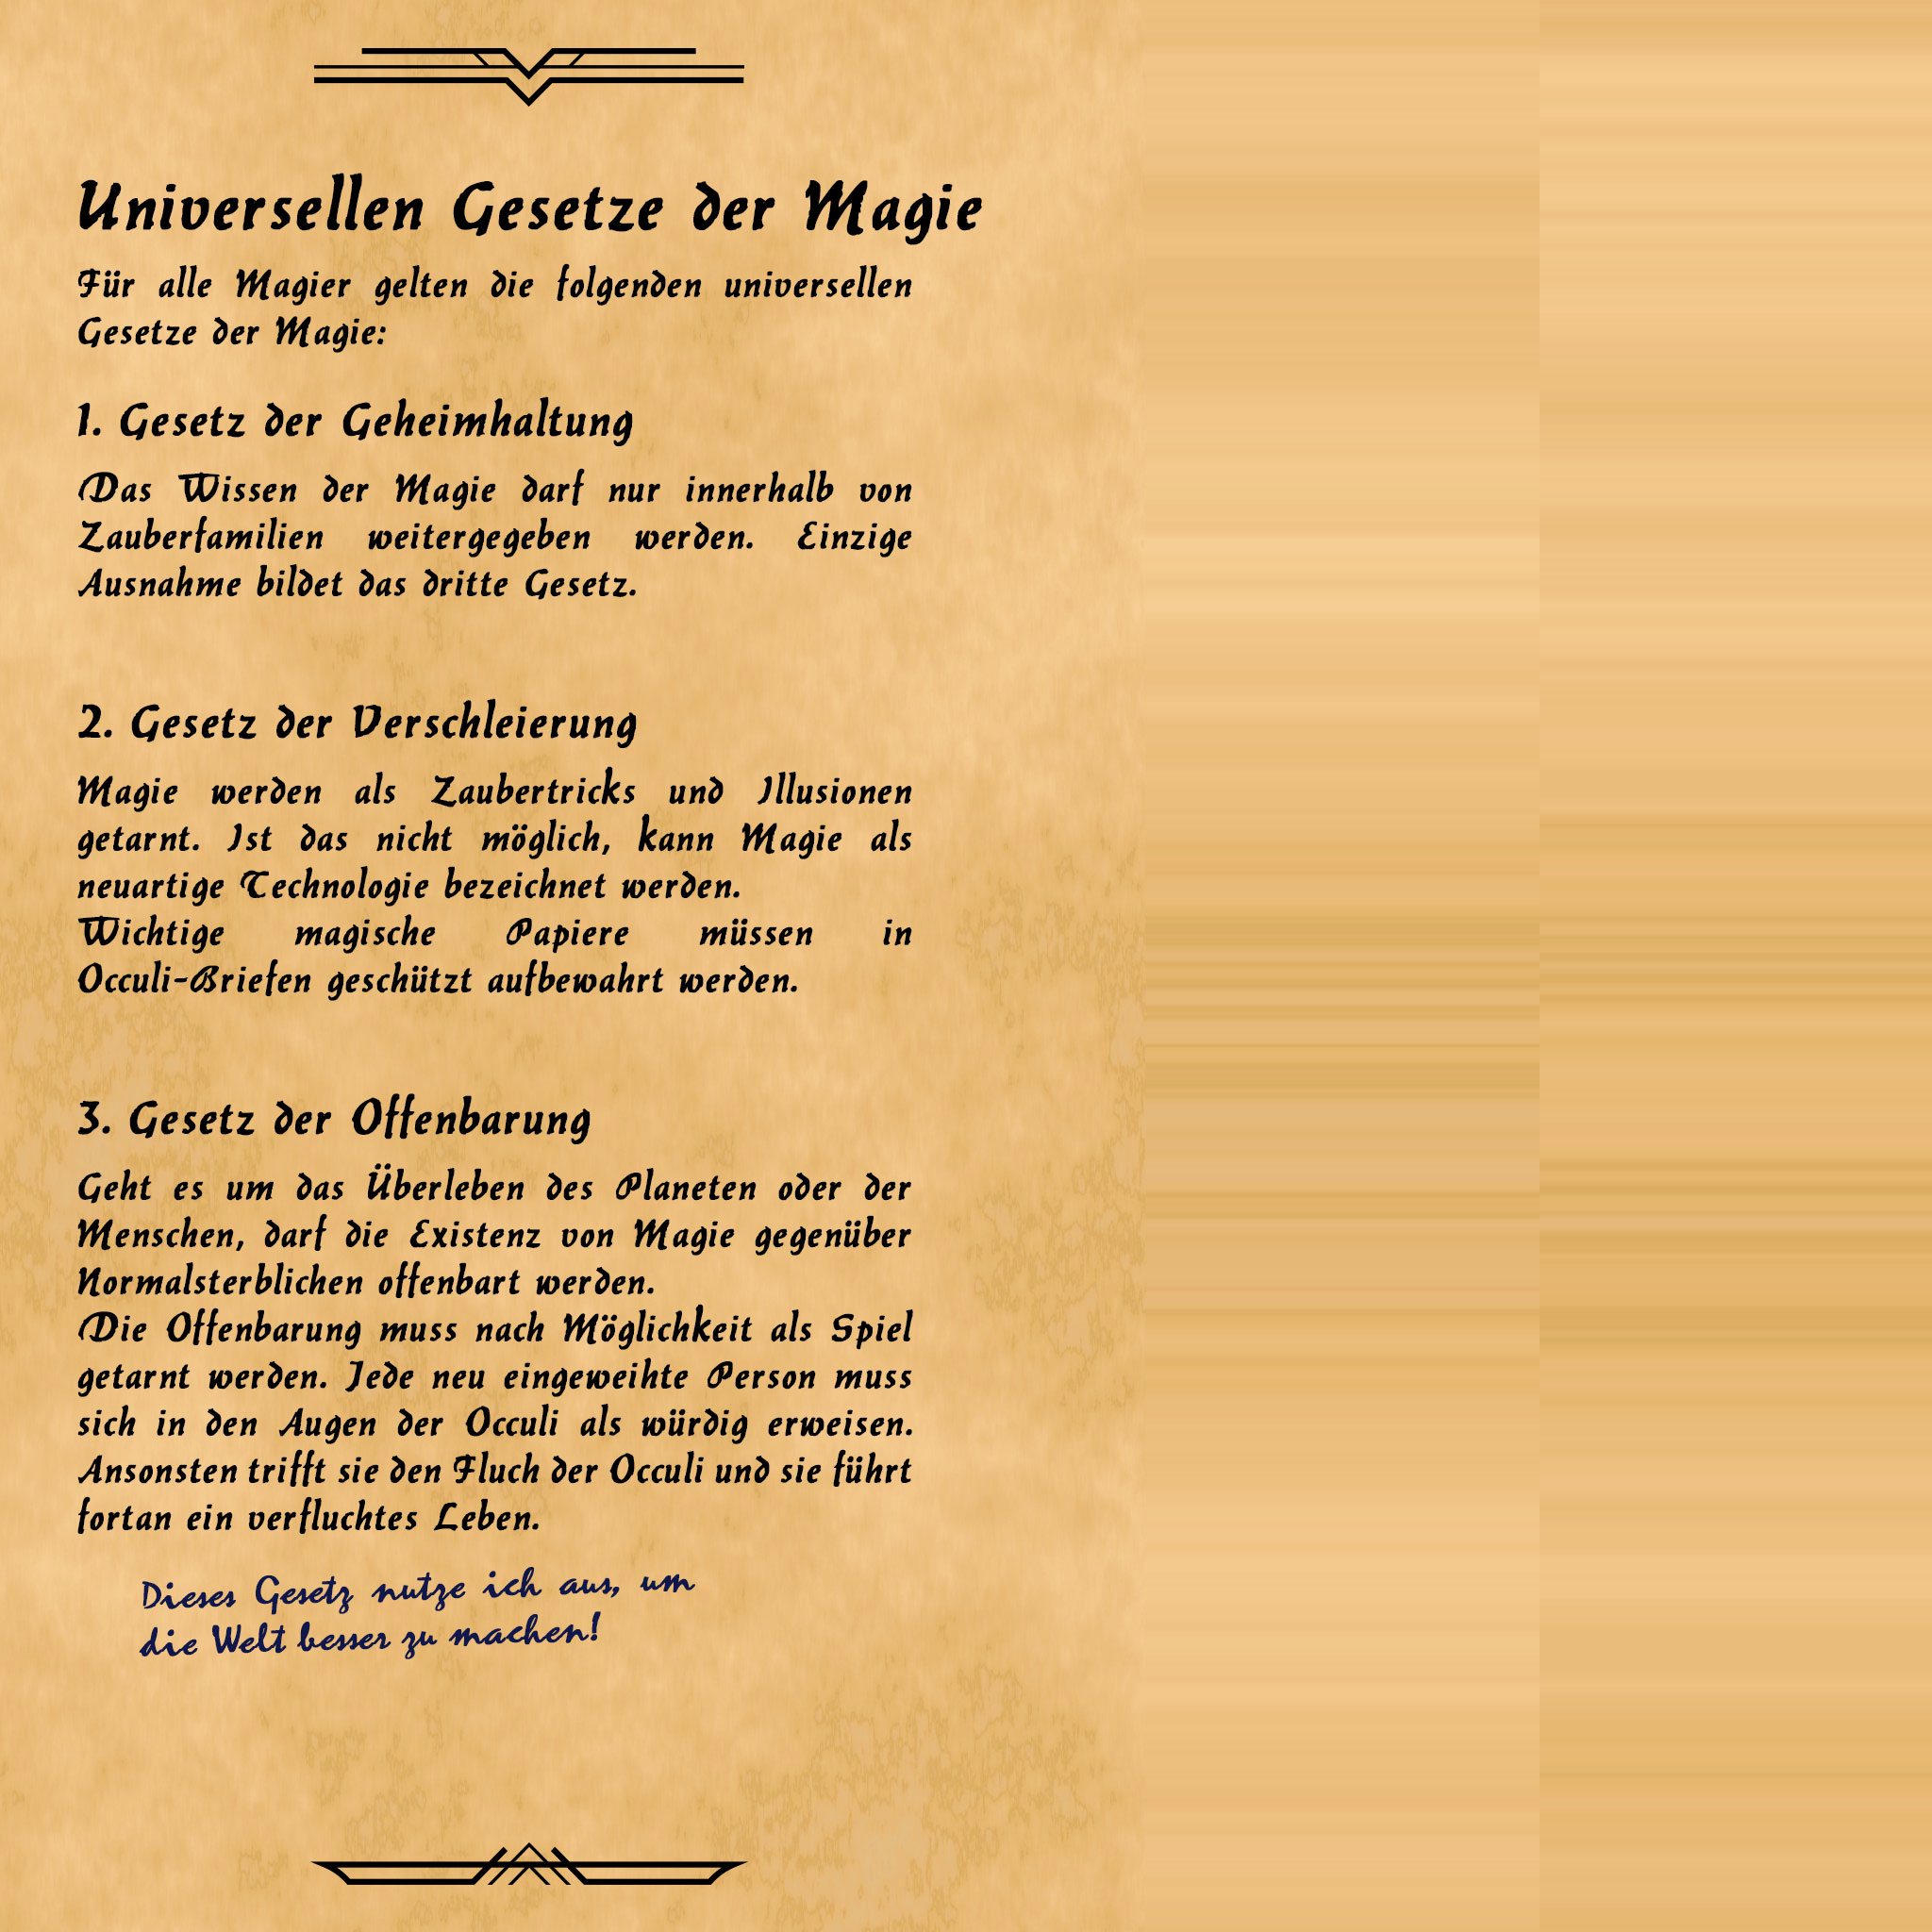 Universellen Gesetze der Magie
Für alle Magier gelten die folgenden universellen
Gesetze der Magie:
1. Gesetz der Geheimhaltung
Das Wissen der Magie darf nur innerhalb von
Zauberfamilien weitergegeben werden. Einzige
Ausnahme bildet das dritte Gesetz.
2. Gesetz der Verschleierung
Magie werden als Zaubertricks und Illusionen
getarnt. Ist das nicht möglich, kann Magie als
neuartige Technologie bezeichnet werden.
Wichtige magische Papiere müssen in
Occuli-Briefen geschützt aufbewahrt werden.
3. Gesetz der Offenbarung
Geht es um das Überleben des Planeten oder der
Menschen, darf die Existenz von Magie gegenüber
Normalsterblichen offenbart werden.
Die Offenbarung muss nach Möglichkeit als Spiel
getarnt werden. Jede neu eingeweihte Person muss
sich in den Augen der Occuli als würdig erweisen.
Ansonsten trifft sie den Fluch der Occuli und sie führt
fortan ein verfluchtes Leben.
Dieses Gesetz nutze ich aus, um
die Welt besser zu machen!